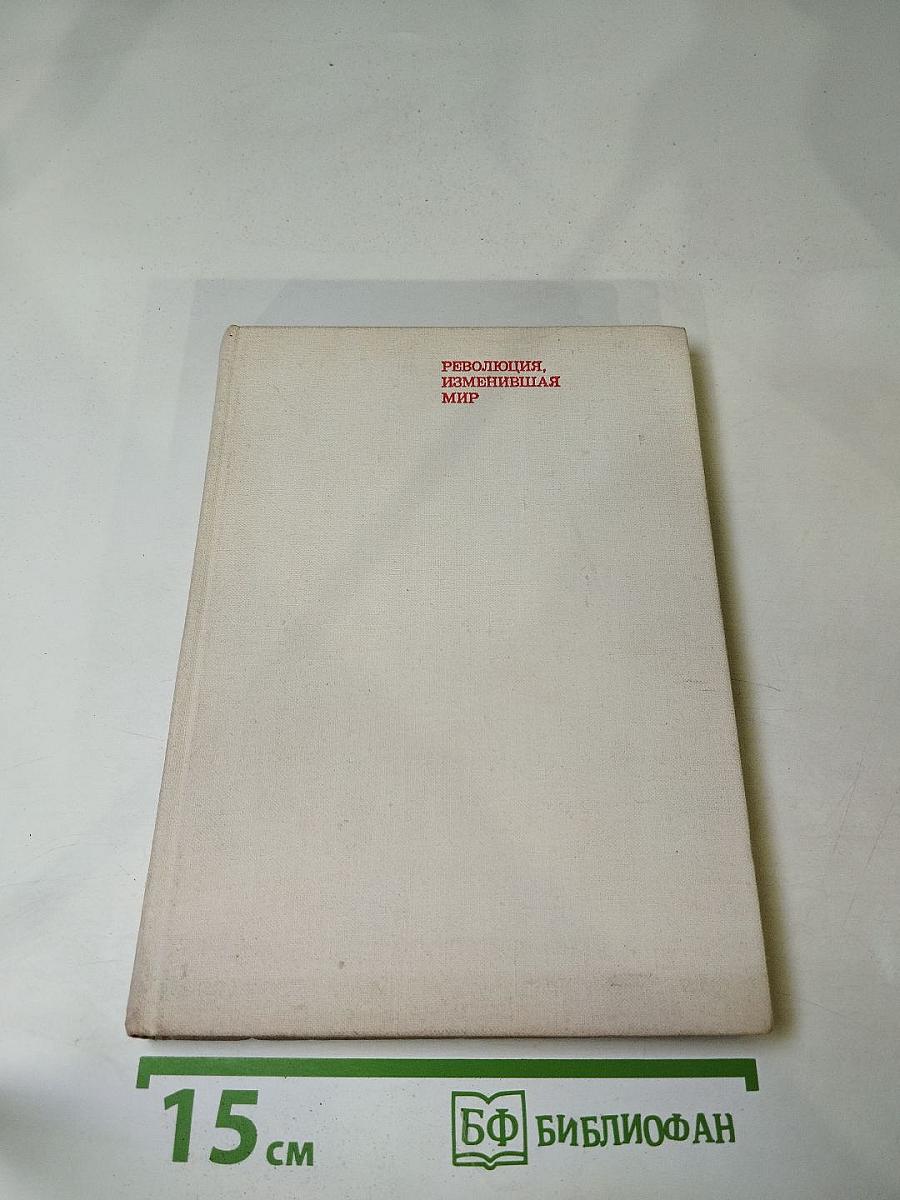 РЕВОЛЮЦИЯ,
ИЗМЕНИВШАЯ
МИР
15 см
БФ БИБЛИОФАН